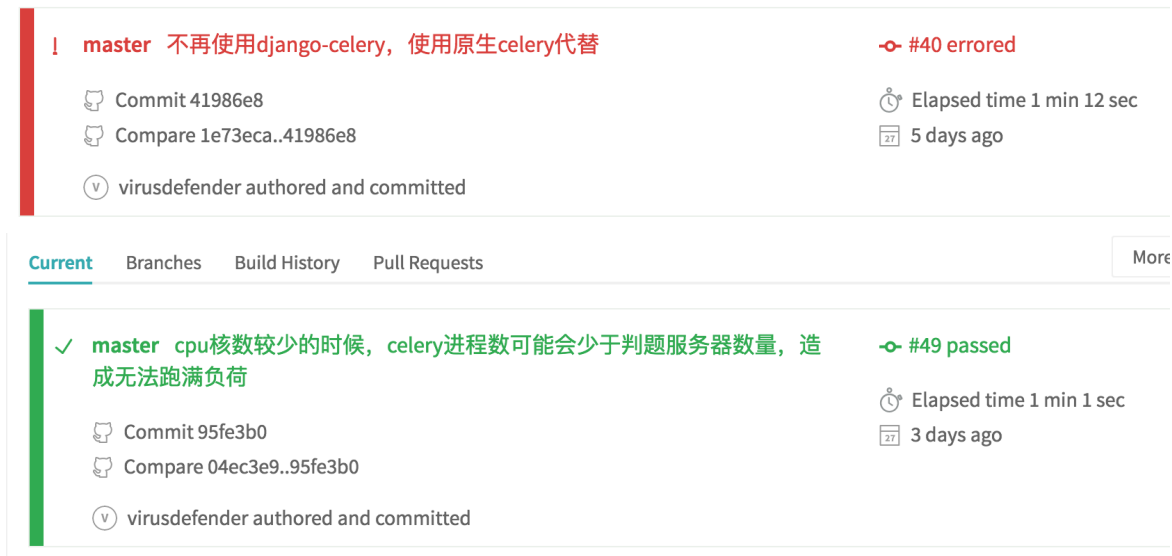 ! master 不再使用django-celery，使用原生celery代替
#40 errored
Commit 41986e8
Elapsed time 1 min 12 sec
Compare 1e73eca..41986e8
27 5 days ago
V virusdefender authored and committed
Current Branches Build History Pull Requests More
master cpu核数较少的时候，celery进程数可能会少于判题服务器数量，造
#49 passed
成无法跑满负荷
Elapsed time 1 min 1 sec
Commit 95fe3b0
27 3 days ago
Compare 04ec3e9..95fe3b0
V virusdefender authored and committed